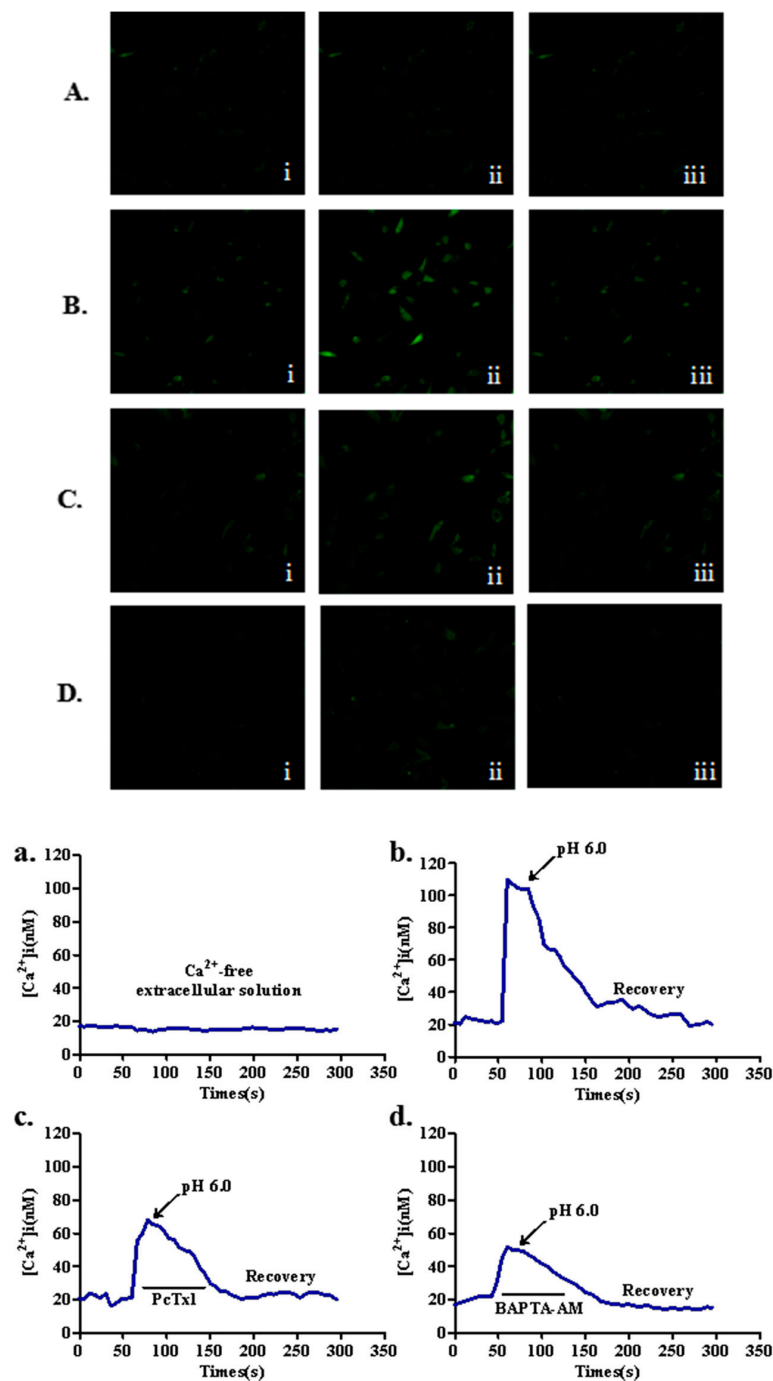 A.
i
ii
iii
B.
i
ii
iii
C.
i
ii
iii
D.
i
ii
iii
a.
120
100
80
60
40
20
0
[Ca2+]i(nM)
Ca2+-free
extracellular solution
0 50 100 150 200 250 300 350
Times(s)
b.
120
100
80
60
40
20
0
[Ca2+]i(nM)
pH 6.0
Recovery
0 50 100 150 200 250 300 350
Times(s)
c.
120
100
80
60
40
20
0
[Ca2+]i(nM)
pH 6.0
Recovery
PcTx1
0 50 100 150 200 250 300 350
Times(s)
d.
120
100
80
60
40
20
0
[Ca2+]i(nM)
pH 6.0
Recovery
BAPTA-AM
0 50 100 150 200 250 300 350
Times(s)